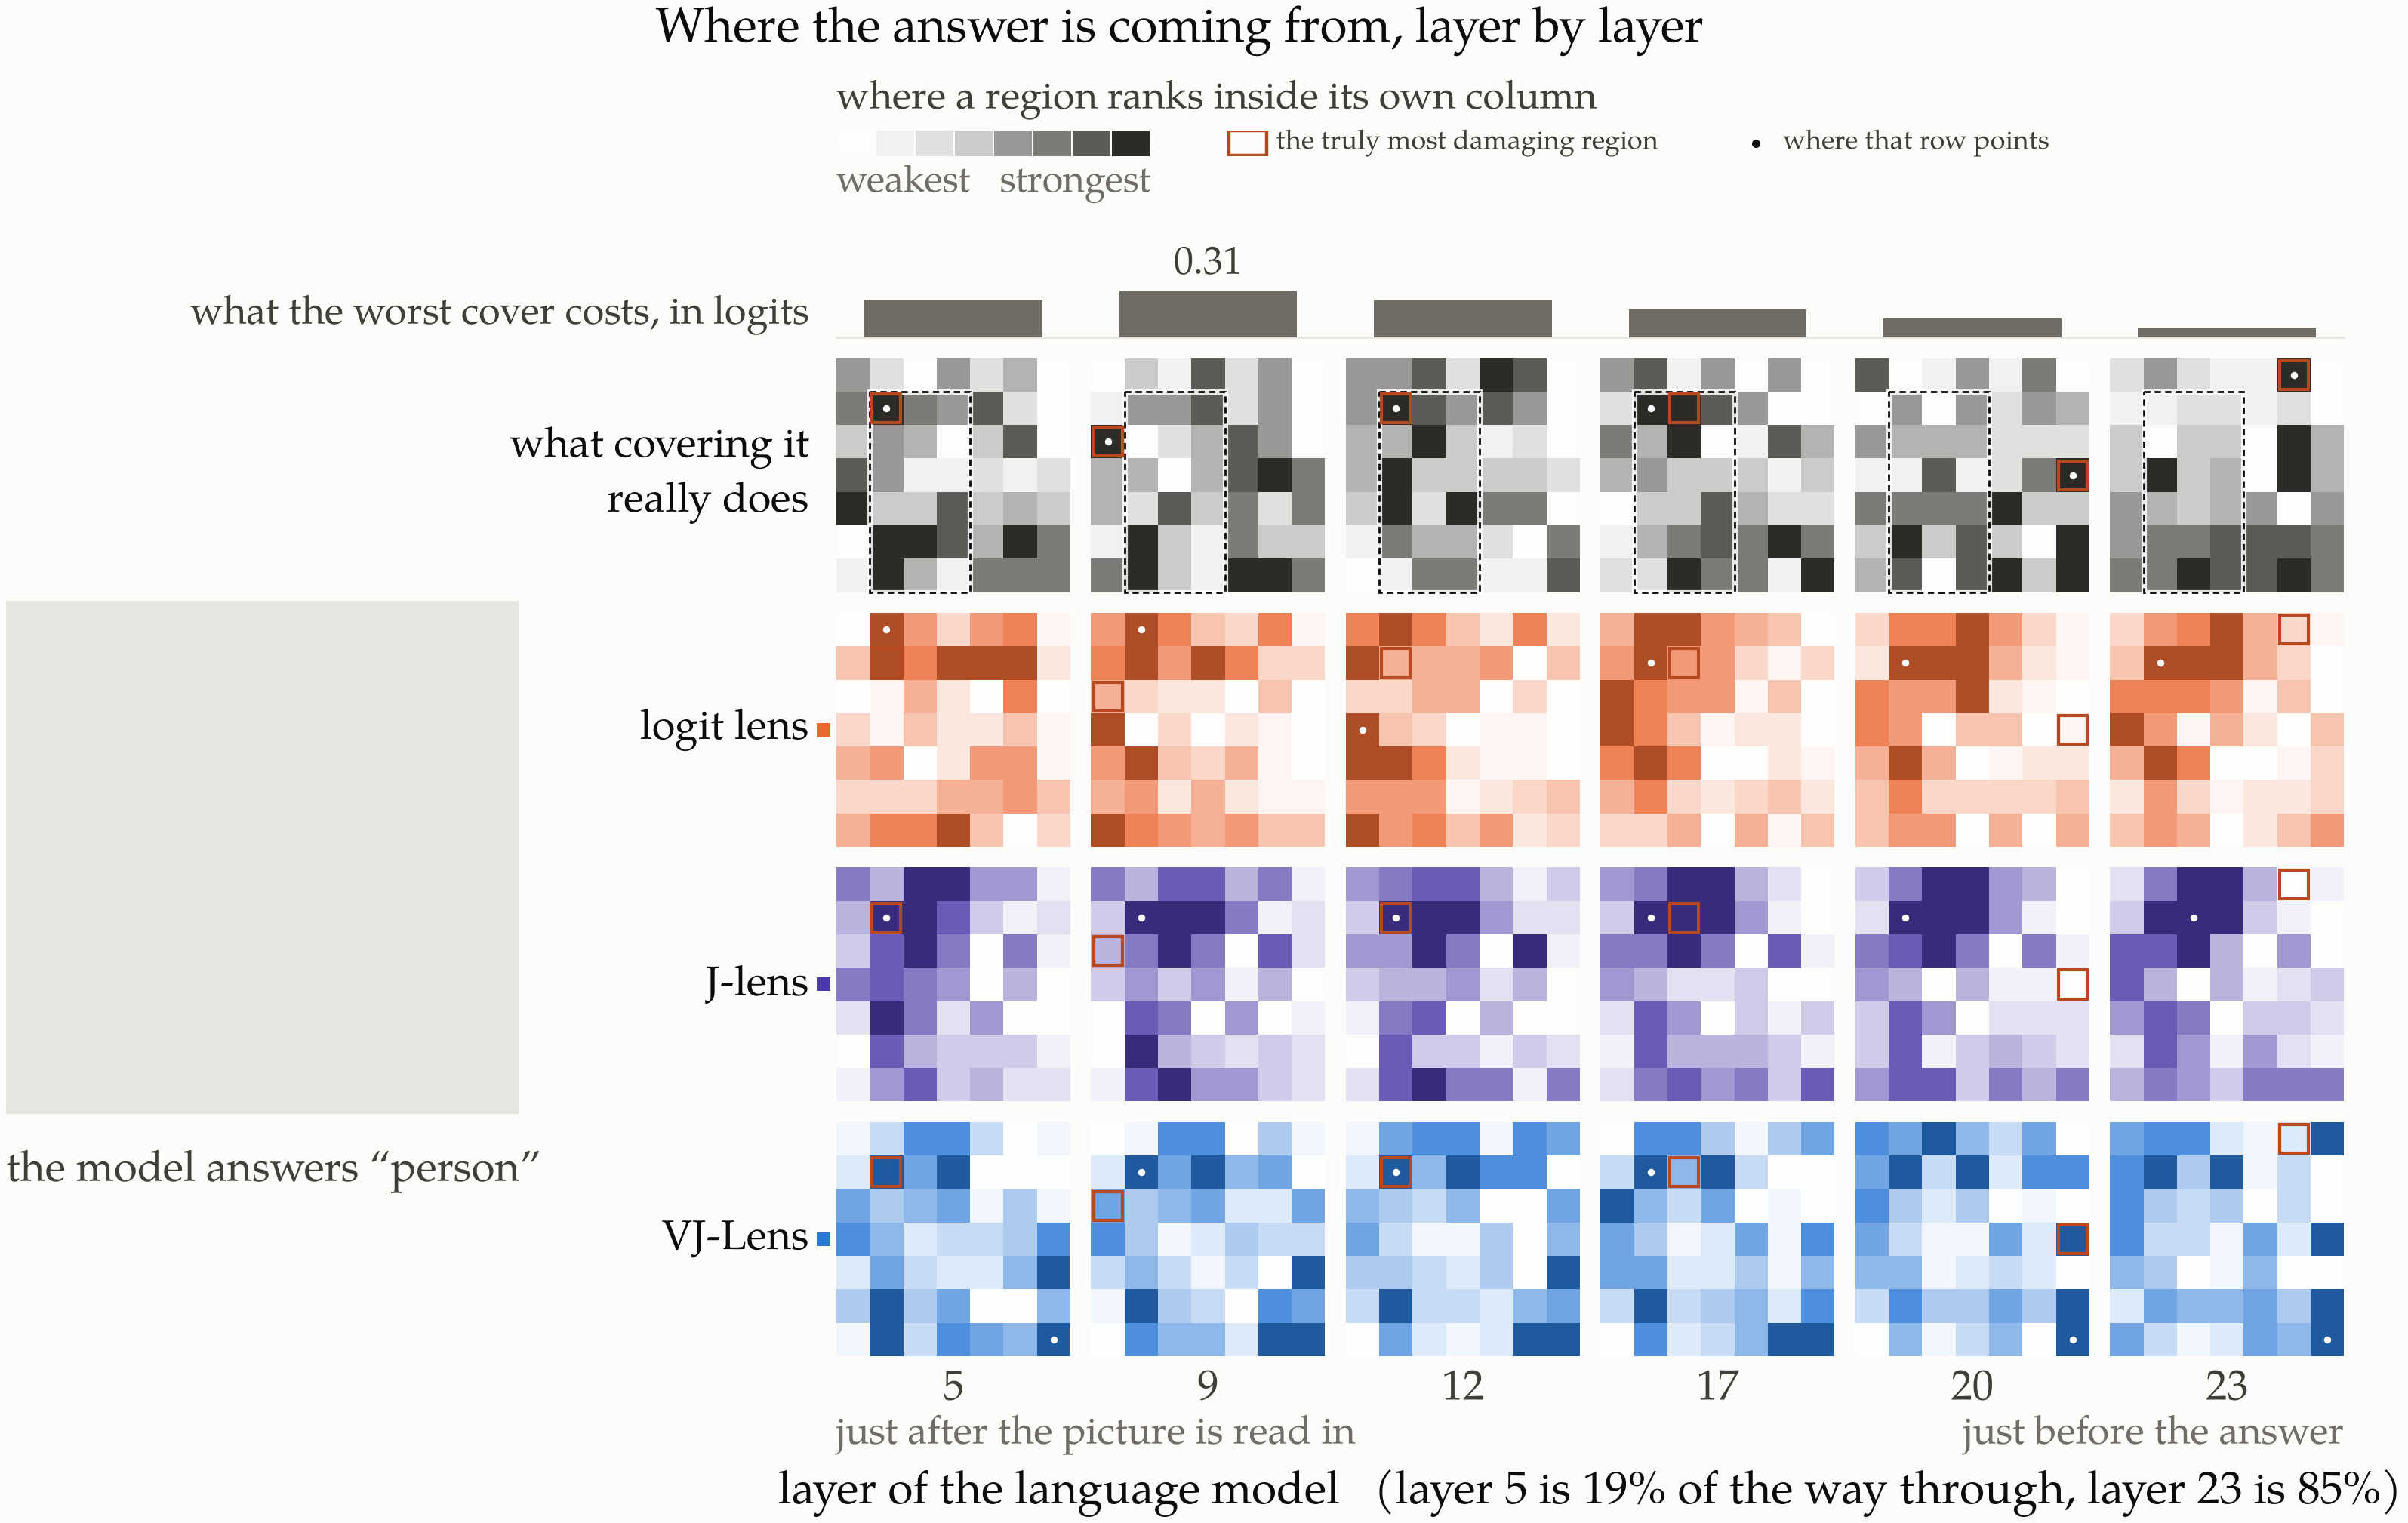 Where the answer is coming from, layer by layer
where a region ranks inside its own column
the truly most damaging region
where that row points
weakest strongest
0.31
what the worst cover costs, in logits
what covering it
really does
logit lens
J-lens
the model answers “person”
VJ-Lens
5 9 12 17 20 23
just after the picture is read in
just before the answer
layer of the language model (layer 5 is 19% of the way through, layer 23 is 85%)